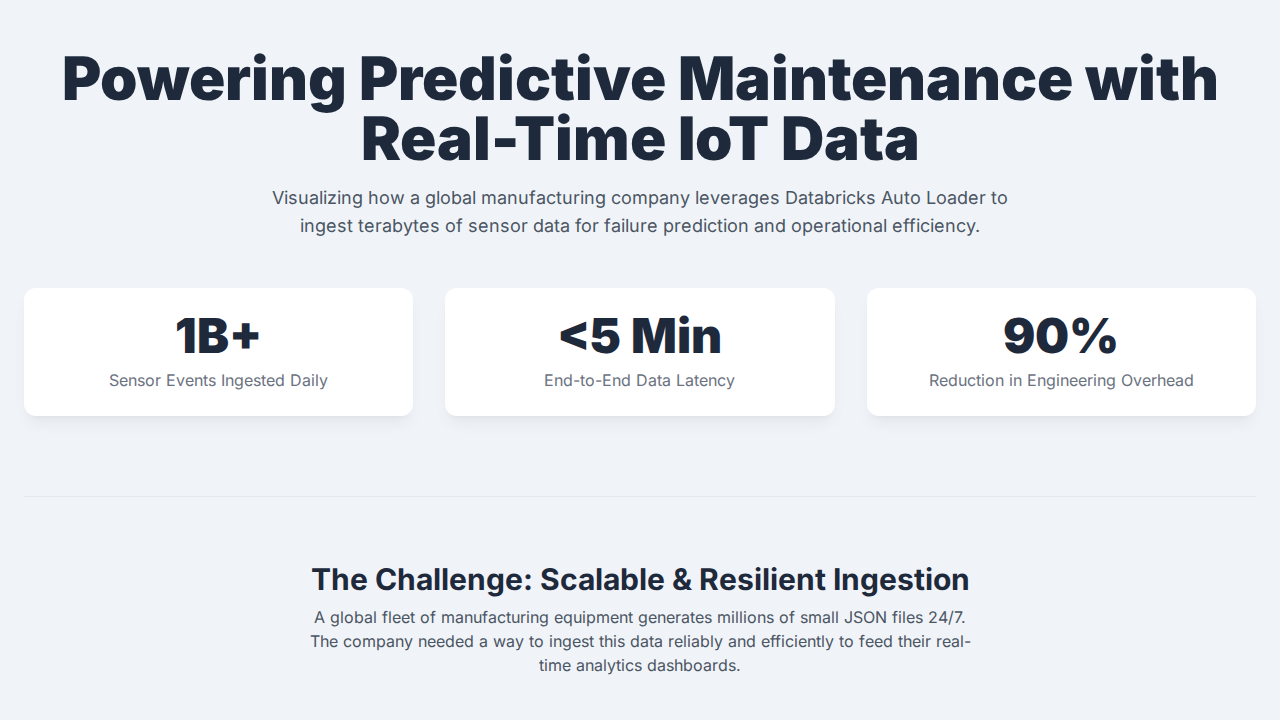 Powering Predictive Maintenance with
Real-Time IoT Data
Visualizing how a global manufacturing company leverages Databricks Auto Loader to
ingest terabytes of sensor data for failure prediction and operational efficiency.
1B+
Sensor Events Ingested Daily
<5 Min
End-to-End Data Latency
90%
Reduction in Engineering Overhead
The Challenge: Scalable & Resilient Ingestion
A global fleet of manufacturing equipment generates millions of small JSON files 24/7.
The company needed a way to ingest this data reliably and efficiently to feed their real-
time analytics dashboards.